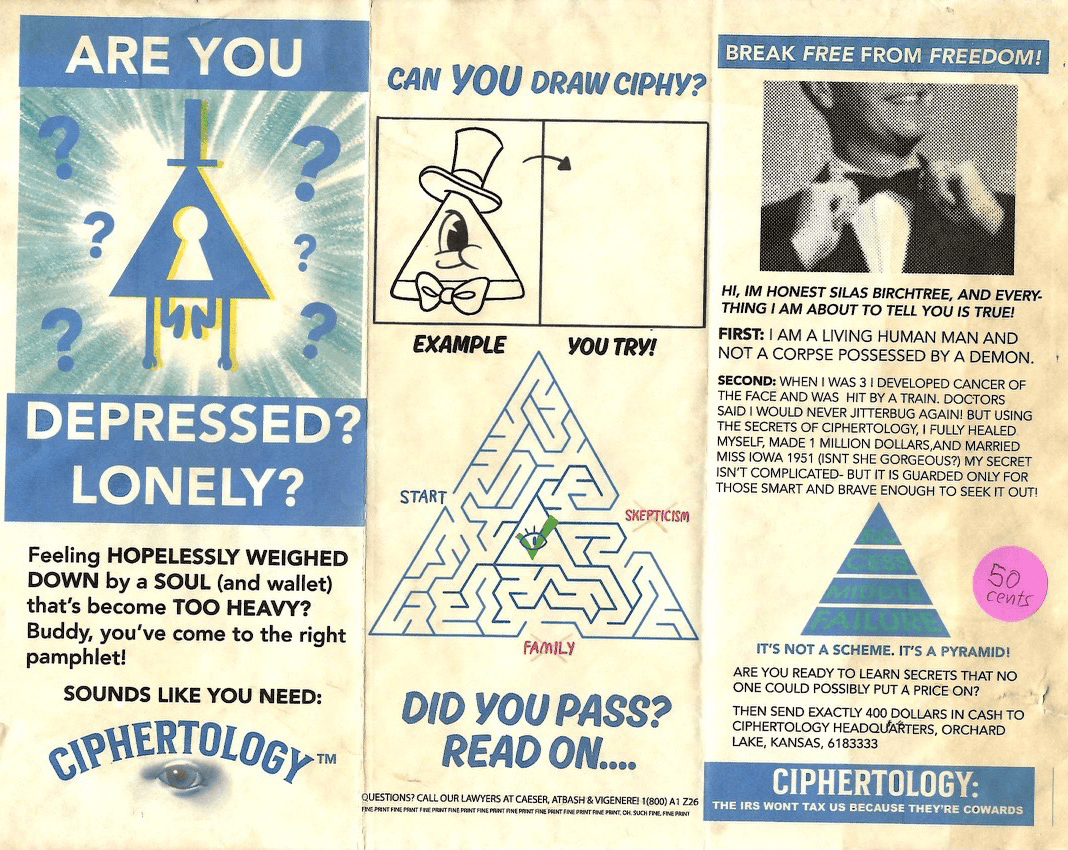 ARE YOU
? ? ? ? ? ?
DEPRESSED?
LONELY?
Feeling HOPELESSLY WEIGHED
DOWN by a SOUL (and wallet)
that's become TOO HEAVY?
Buddy, you've come to the right
pamphlet!
SOUNDS LIKE YOU NEED:
CIPHERTOLOGY™
CAN YOU DRAW CIPHY?
EXAMPLE
YOU TRY!
START
SKEPTICISM
FAMILY
DID YOU PASS?
READ ON....
QUESTIONS? CALL OUR LAWYERS AT CAESER, ATBASH & VIGENERE! 1(800) A1 Z26
FINE PRINT FINE PRINT FINE PRINT FINE PRINT FINE PRINT FINE PRINT FINE PRINT FINE PRINT, OH, SUCH FINE, FINE PRINT
BREAK FREE FROM FREEDOM!
HI, IM HONEST SILAS BIRCHTREE, AND EVERY-
THING I AM ABOUT TO TELL YOU IS TRUE!
FIRST: I AM A LIVING HUMAN MAN AND
NOT A CORPSE POSSESSED BY A DEMON.
SECOND: WHEN I WAS 3 I DEVELOPED CANCER OF
THE FACE AND WAS HIT BY A TRAIN. DOCTORS
SAID I WOULD NEVER JITTERBUG AGAIN! BUT USING
THE SECRETS OF CIPHERTOLOGY, I FULLY HEALED
MYSELF, MADE 1 MILLION DOLLARS,AND MARRIED
MISS IOWA 1951 (ISNT SHE GORGEOUS?) MY SECRET
ISN'T COMPLICATED- BUT IT IS GUARDED ONLY FOR
THOSE SMART AND BRAVE ENOUGH TO SEEK IT OUT!
CESS
MIDDLE
FAILURE
50
cents
IT'S NOT A SCHEME. IT'S A PYRAMID!
ARE YOU READY TO LEARN SECRETS THAT NO
ONE COULD POSSIBLY PUT A PRICE ON?
THEN SEND EXACTLY 400 DOLLARS IN CASH TO
CIPHERTOLOGY HEADQUARTERS, ORCHARD
LAKE, KANSAS, 6183333
CIPHERTOLOGY:
THE IRS WONT TAX US BECAUSE THEY'RE COWARDS